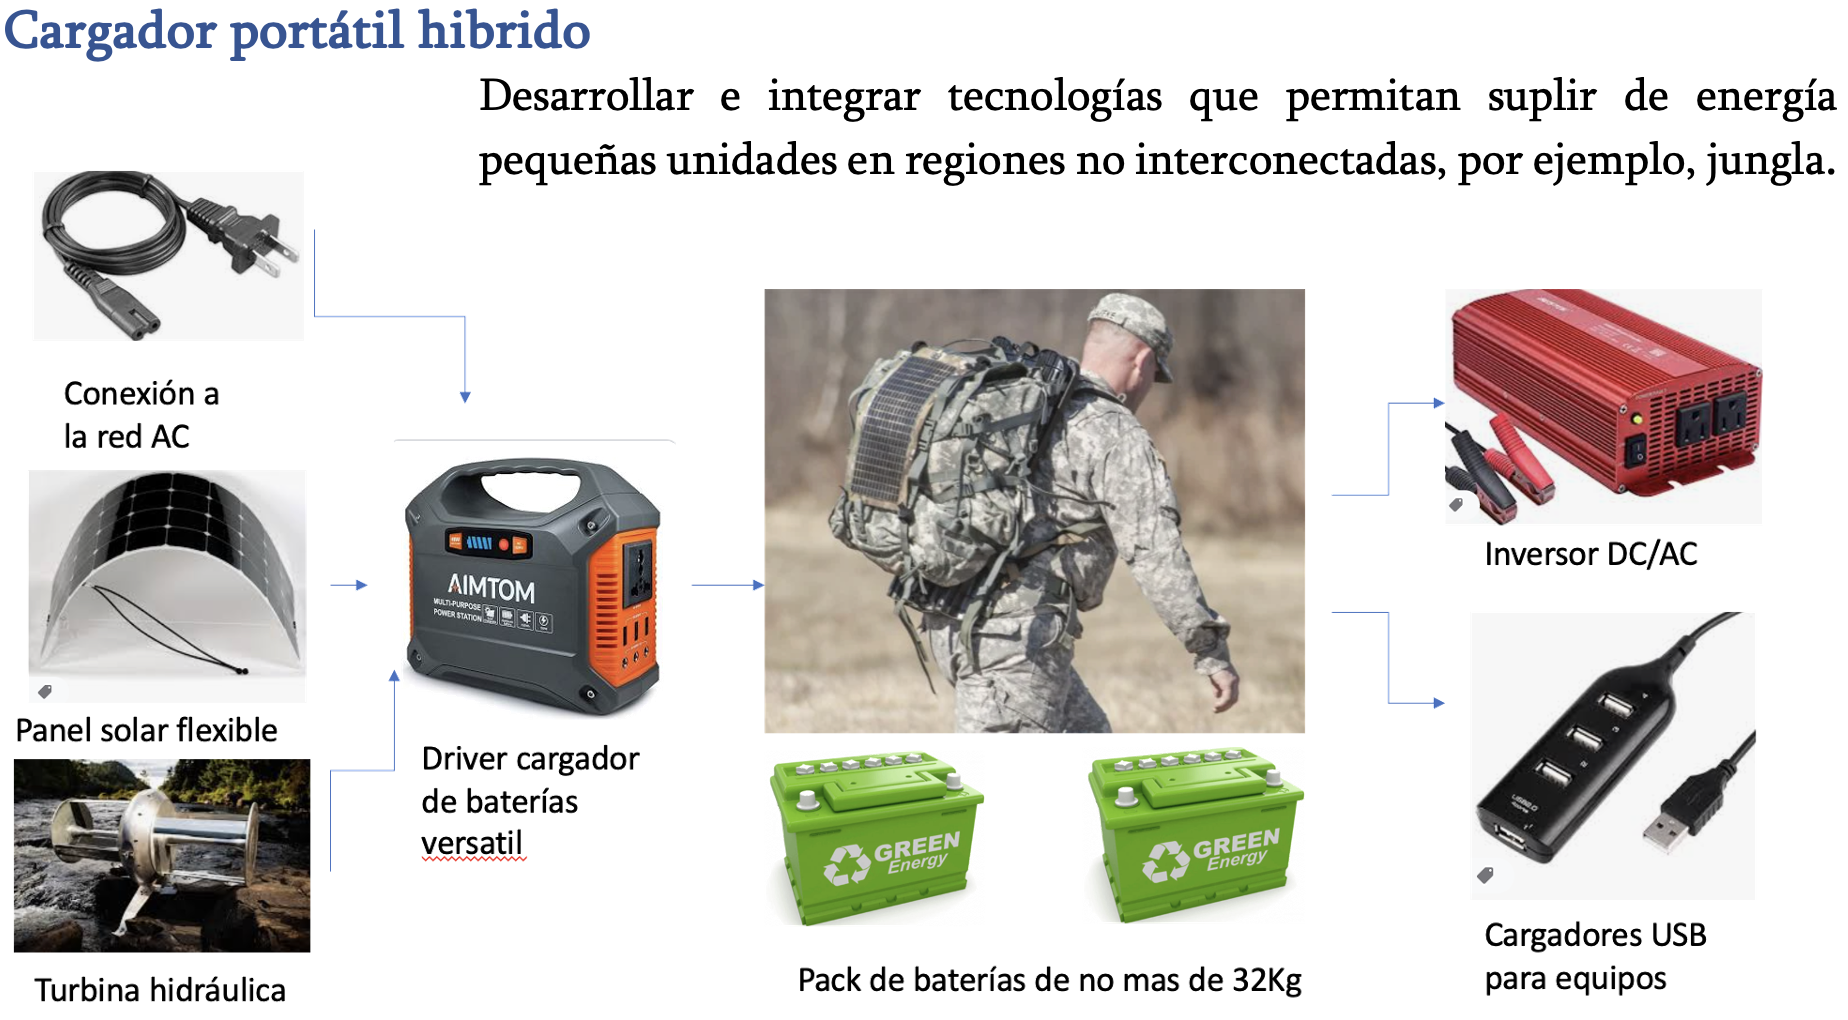 Cargador portátil hibrido
Desarrollar e integrar tecnologías que permitan suplir de energía
pequeñas unidades en regiones no interconectadas, por ejemplo, jungla.
Conexión a
la red AC
Panel solar flexible
Turbina hidráulica
AIMTOM
MULTI-PURPOSE
POWER STATION
Driver cargador
de baterías
versatil
GREEN
Energy
GREEN
Energy
Pack de baterías de no mas de 32Kg
Inversor DC/AC
USB2.0
Cargadores USB
para equipos